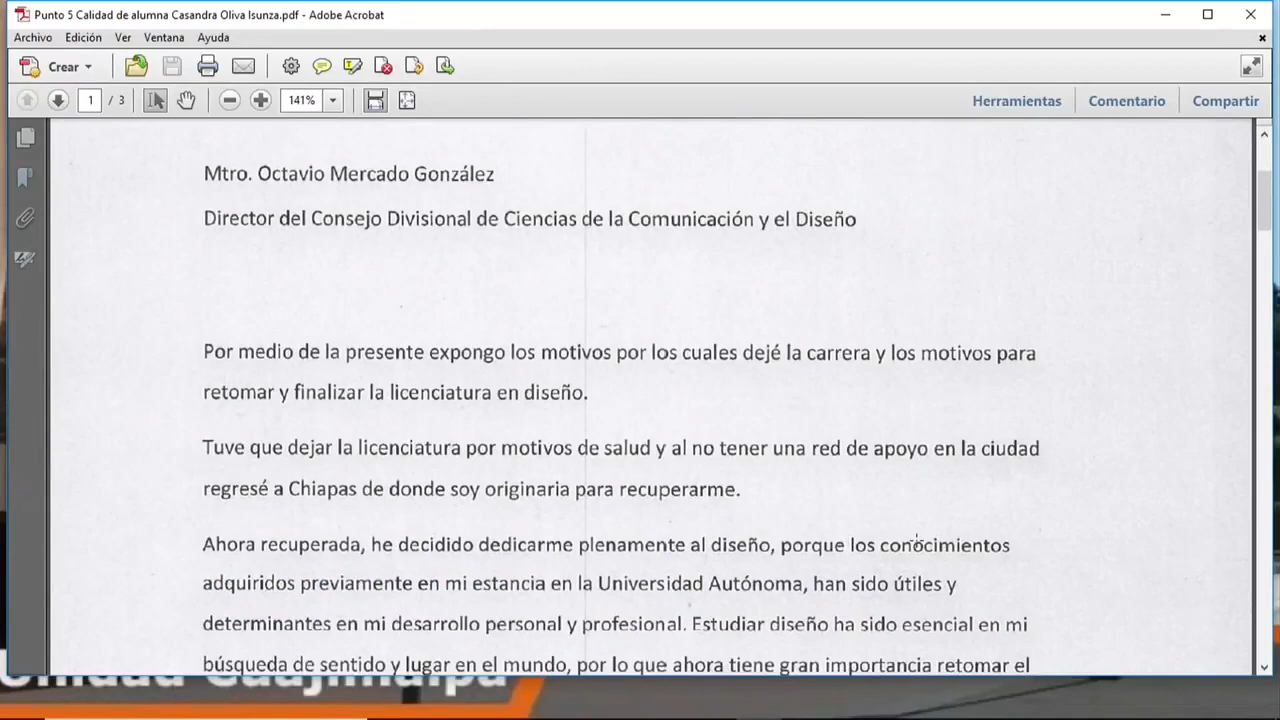 Punto 5 Calidad de alumna Casandra Oliva Isunza.pdf - Adobe Acrobat
Archivo Edición Ver Ventana Ayuda
Crear
1 / 3 141% Herramientas Comentario Compartir
Mtro. Octavio Mercado González
Director del Consejo Divisional de Ciencias de la Comunicación y el Diseño
Por medio de la presente expongo los motivos por los cuales dejé la carrera y los motivos para
retomar y finalizar la licenciatura en diseño.
Tuve que dejar la licenciatura por motivos de salud y al no tener una red de apoyo en la ciudad
regresé a Chiapas de donde soy originaria para recuperarme.
Ahora recuperada, he decidido dedicarme plenamente al diseño, porque los conocimientos
adquiridos previamente en mi estancia en la Universidad Autónoma, han sido útiles y
determinantes en mi desarrollo personal y profesional. Estudiar diseño ha sido esencial en mi
búsqueda de sentido y lugar en el mundo, por lo que ahora tiene gran importancia retomar el
Unidad Cuajimalpa